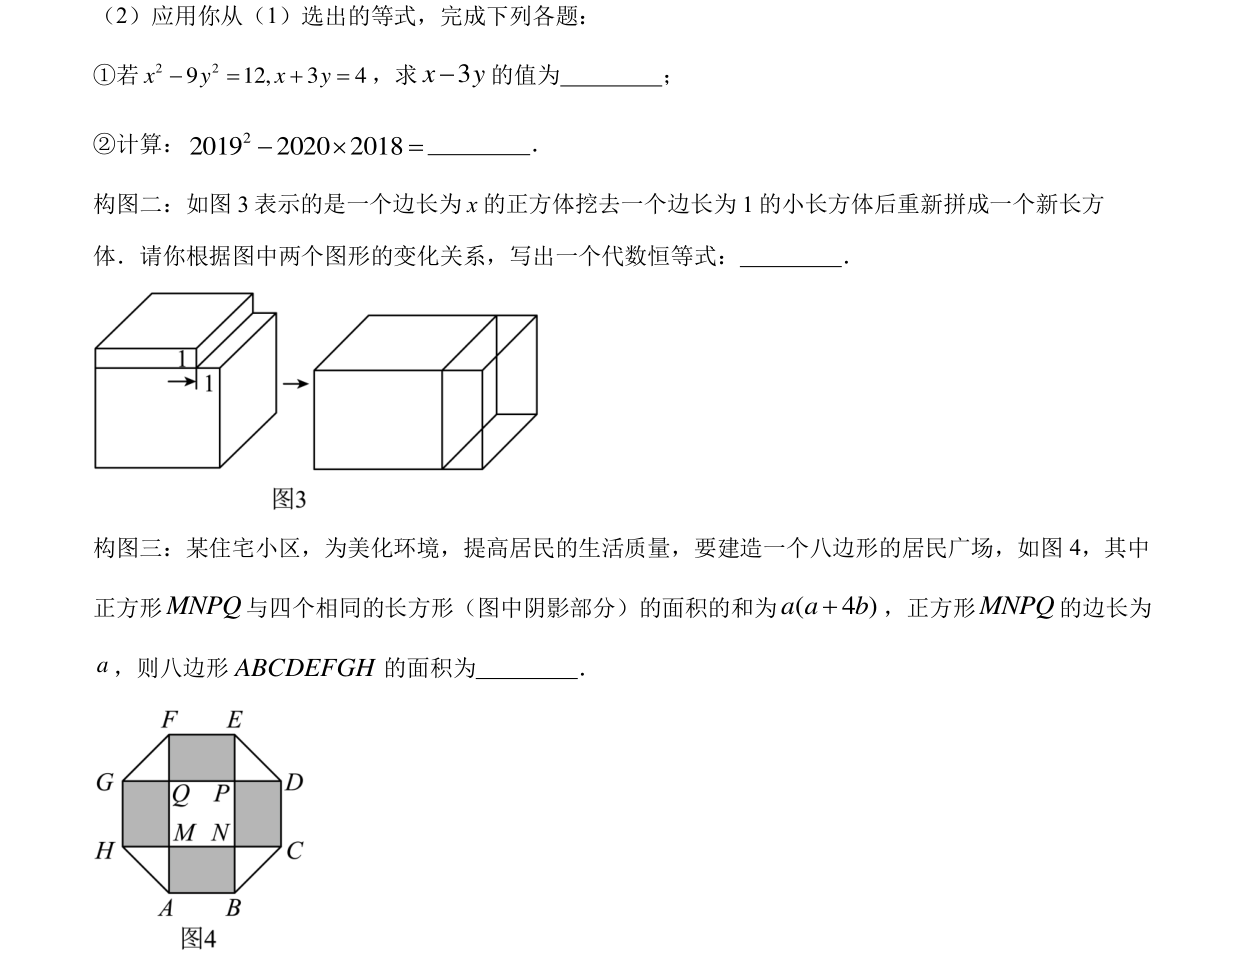 （2）应用你从（1）选出的等式，完成下列各题：
①若 x² − 9y² = 12, x + 3y = 4，求 x − 3y 的值为_________；
②计算：2019² − 2020×2018 = _________．
构图二：如图 3 表示的是一个边长为 x 的正方体挖去一个边长为 1 的小长方体后重新拼成一个新长方
体．请你根据图中两个图形的变化关系，写出一个代数恒等式：_________．
1
1
图3
构图三：某住宅小区，为美化环境，提高居民的生活质量，要建造一个八边形的居民广场，如图 4，其中
正方形 MNPQ 与四个相同的长方形（图中阴影部分）的面积的和为 a(a + 4b)，正方形 MNPQ 的边长为
a，则八边形 ABCDEFGH 的面积为_________．
F E
G D
Q P
M N
H C
A B
图4